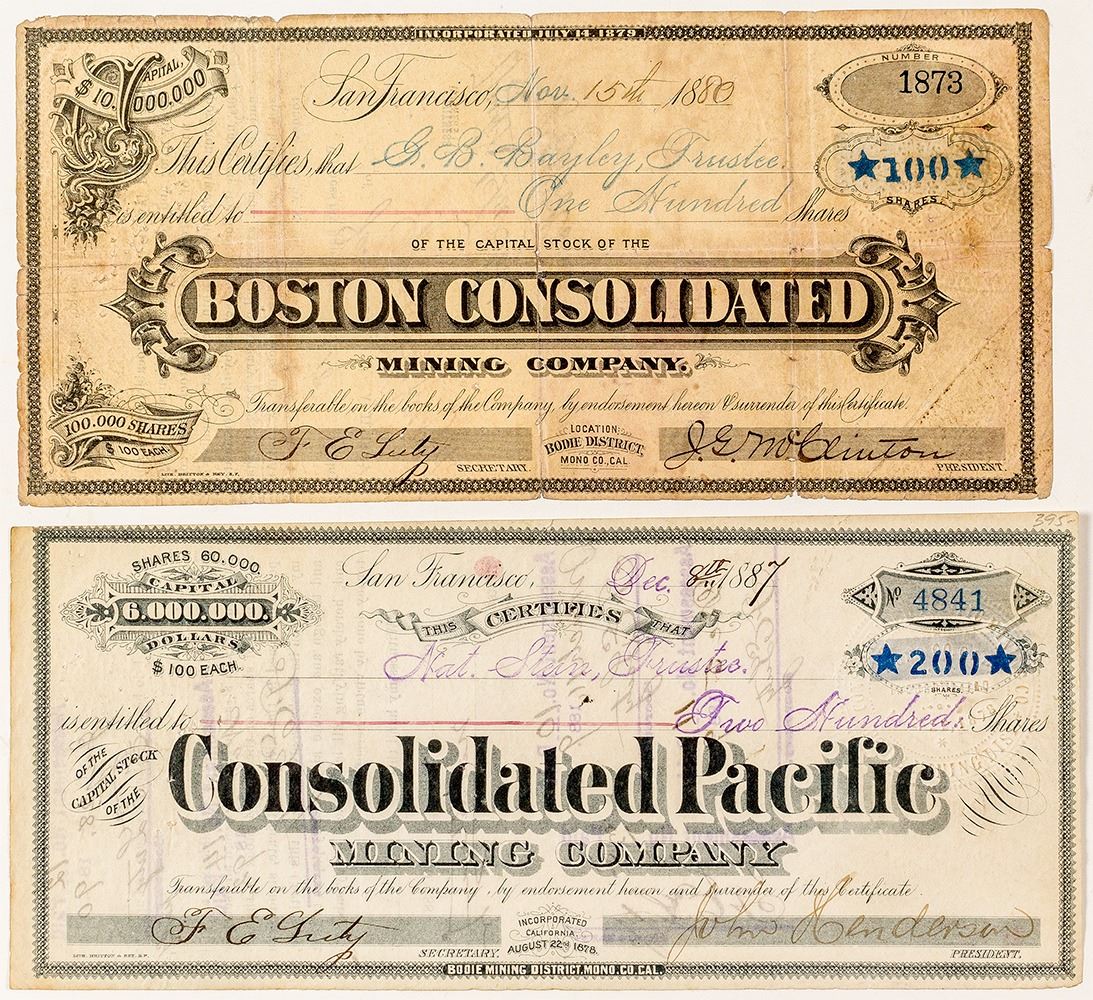 INCORPORATED JULY 14, 1879.
CAPITAL,
$10,000.000
San Francisco, Nov. 15th 1880
NUMBER
1873
This Certifies, that G. B. Bayley, Trustee.
★100★
SHARES.
is entitled to One Hundred Shares
OF THE CAPITAL STOCK OF THE
BOSTON CONSOLIDATED
MINING COMPANY.
Transferable on the books of the Company, by endorsement hereon & surrender of this Certificate.
100.000 SHARES
$100 EACH
F E Luty
SECRETARY.
LOCATION:
BODIE DISTRICT,
MONO CO., CAL.
J. G. McClinton
PRESIDENT.
LITH. BRITTON & REY, S.F.
395-
SHARES 60.000.
CAPITAL
6.000.000.
DOLLARS.
$100 EACH.
San Francisco, Dec. 8th 1887
THIS CERTIFIES THAT
No 4841
Nat. Stein, Trustee.
★200★
SHARES.
is entitled to Two Hundred. Shares
OF THE
CAPITAL STOCK
OF THE
Consolidated Pacific
MINING COMPANY
Transferable on the books of the Company, by endorsement hereon and surrender of this Certificate.
F E Luty
SECRETARY.
INCORPORATED
CALIFORNIA
AUGUST 22nd 1878.
John Henderson
PRESIDENT.
LITH. BRITTON & REY. S.F.
BODIE MINING DISTRICT, MONO. CO. CAL.